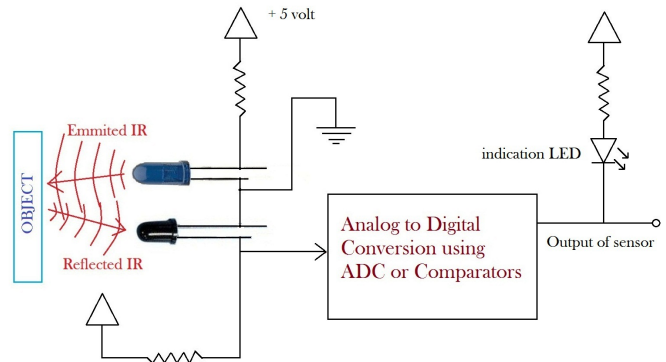 + 5 volt
Emmited IR
OBJECT
indication LED
Analog to Digital
Conversion using
ADC or Comparators
Output of sensor
Reflected IR